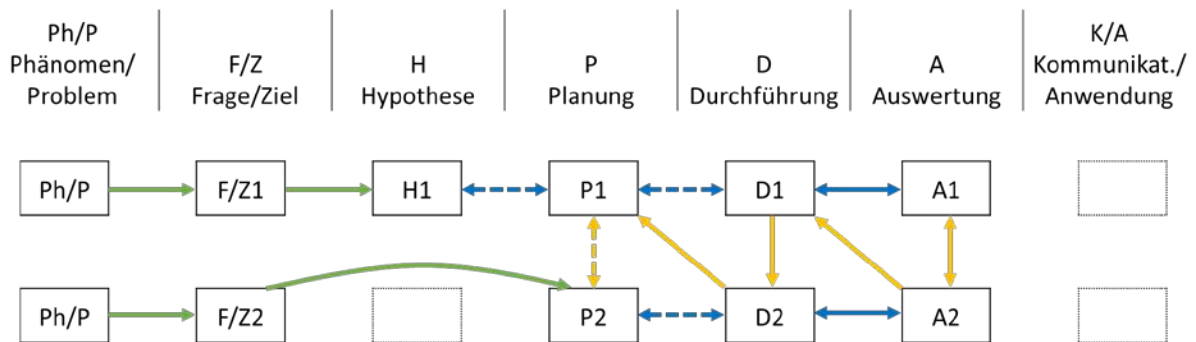 Ph/P
Phänomen/
Problem
F/Z
Frage/Ziel
H
Hypothese
P
Planung
D
Durchführung
A
Auswertung
K/A
Kommunikat./
Anwendung
Ph/P
F/Z1
H1
P1
D1
A1
Ph/P
F/Z2
P2
D2
A2